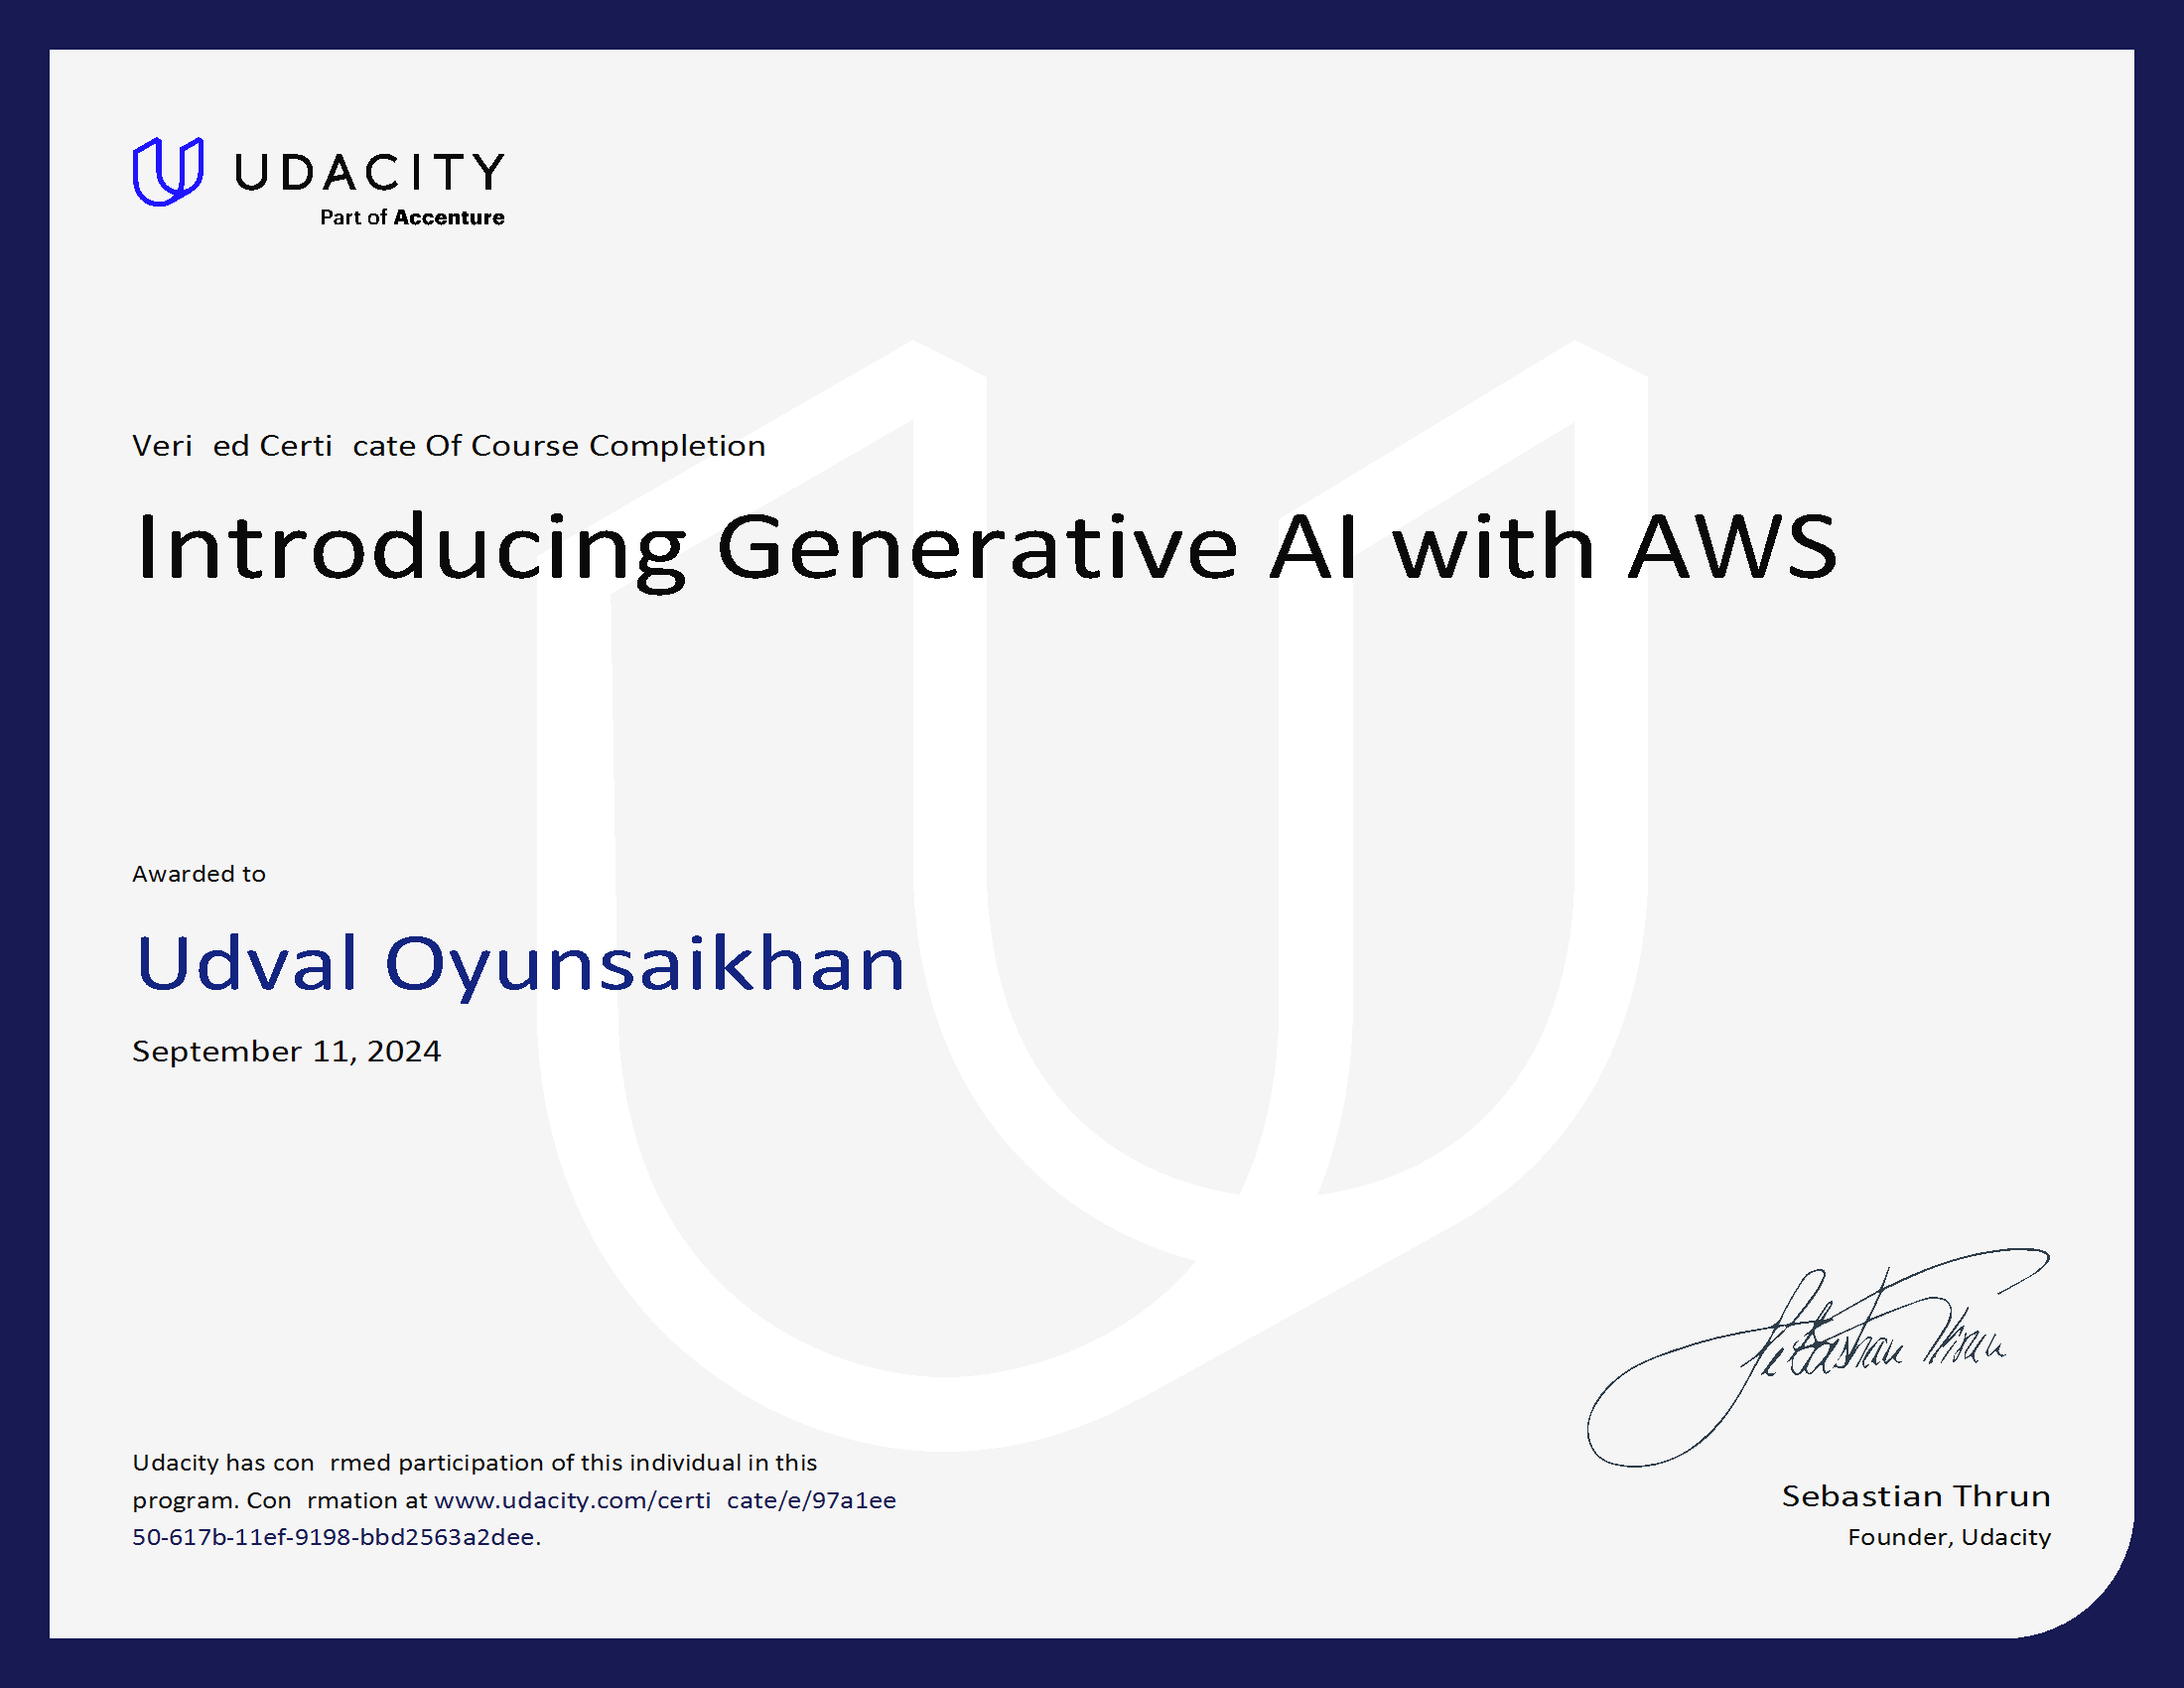 UDACITY
Part of Accenture
Veri ed Certi cate Of Course Completion
Introducing Generative AI with AWS
Awarded to
Udval Oyunsaikhan
September 11, 2024
Sebastian Thrun
Udacity has con rmed participation of this individual in this
program. Con rmation at www.udacity.com/certi cate/e/97a1ee
50-617b-11ef-9198-bbd2563a2dee.
Sebastian Thrun
Founder, Udacity